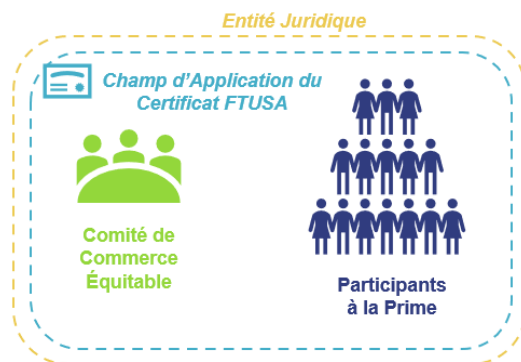 Entité Juridique
Champ d'Application du
Certificat FTUSA
Comité de
Commerce
Équitable
Participants
à la Prime